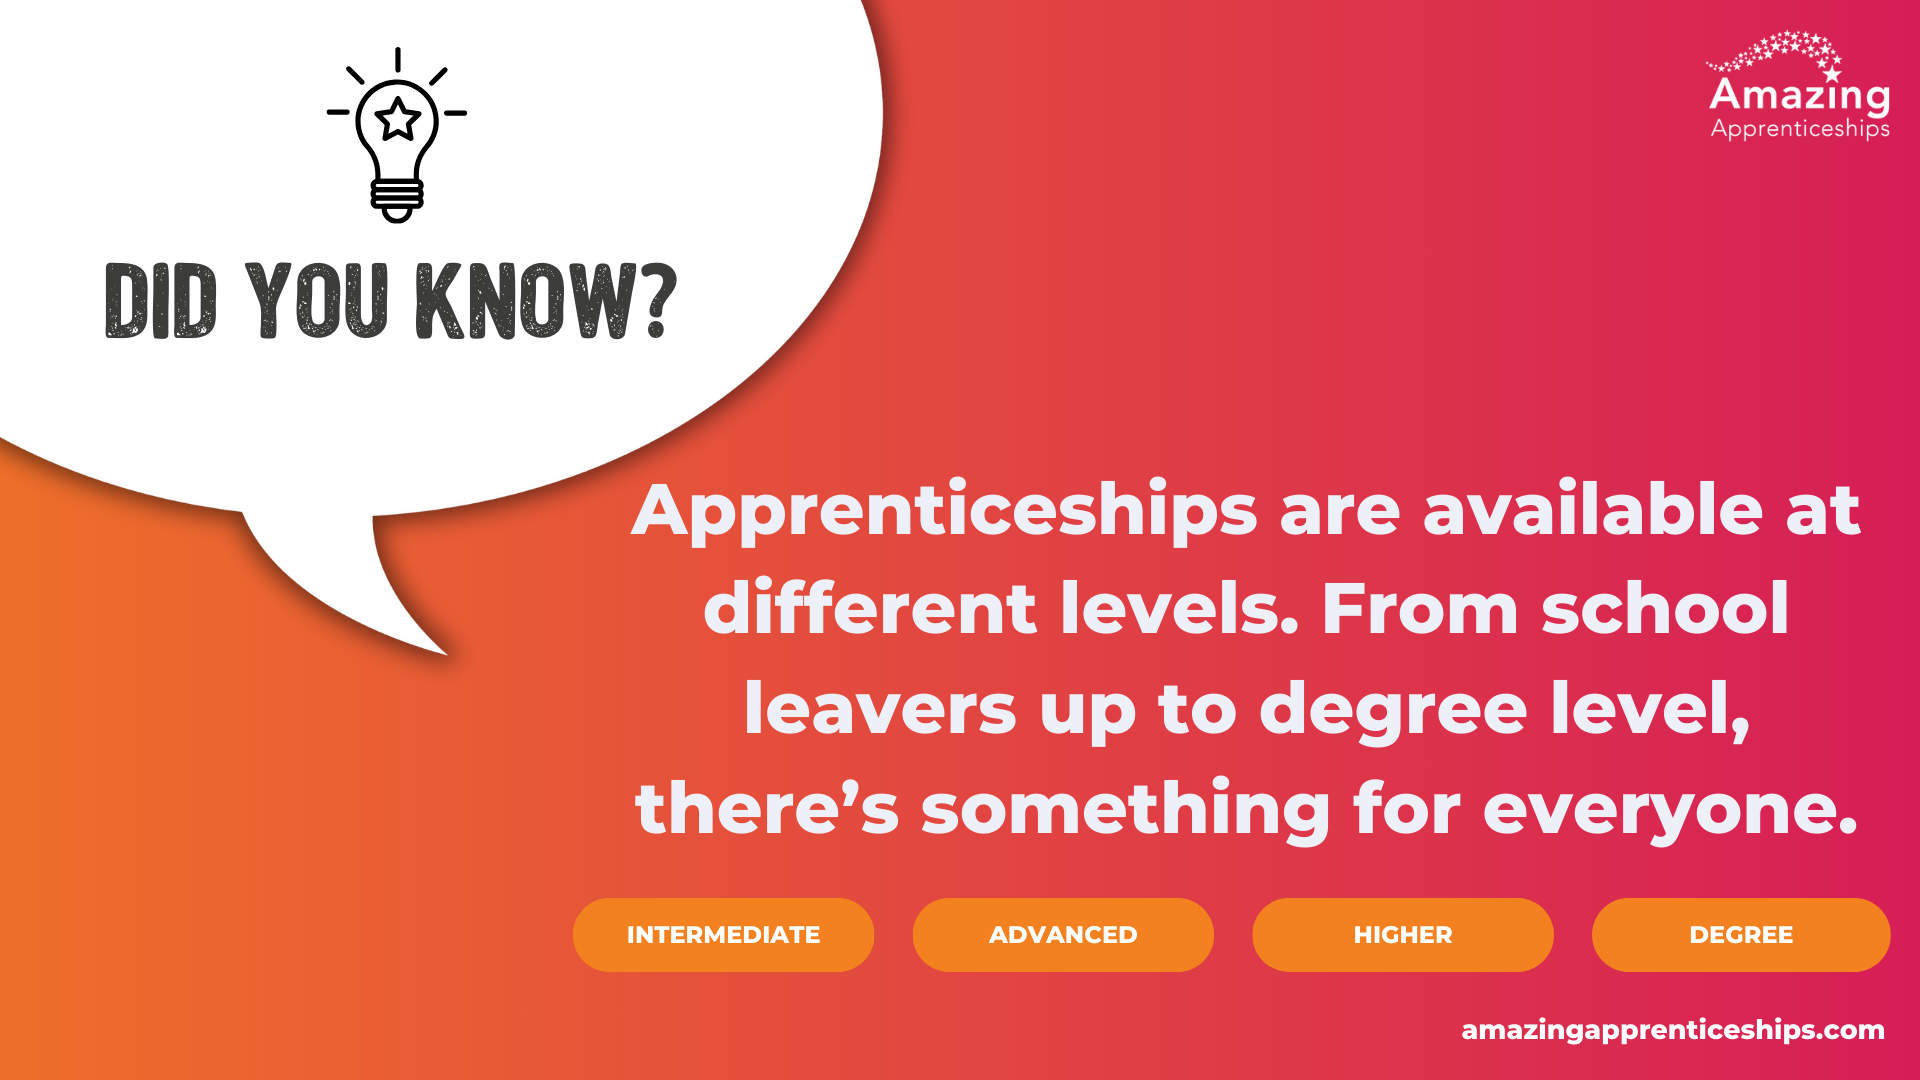 DID YOU KNOW?
Amazing
Apprenticeships
Apprenticeships are available at
different levels. From school
leavers up to degree level,
there’s something for everyone.
INTERMEDIATE
ADVANCED
HIGHER
DEGREE
amazingapprenticeships.com